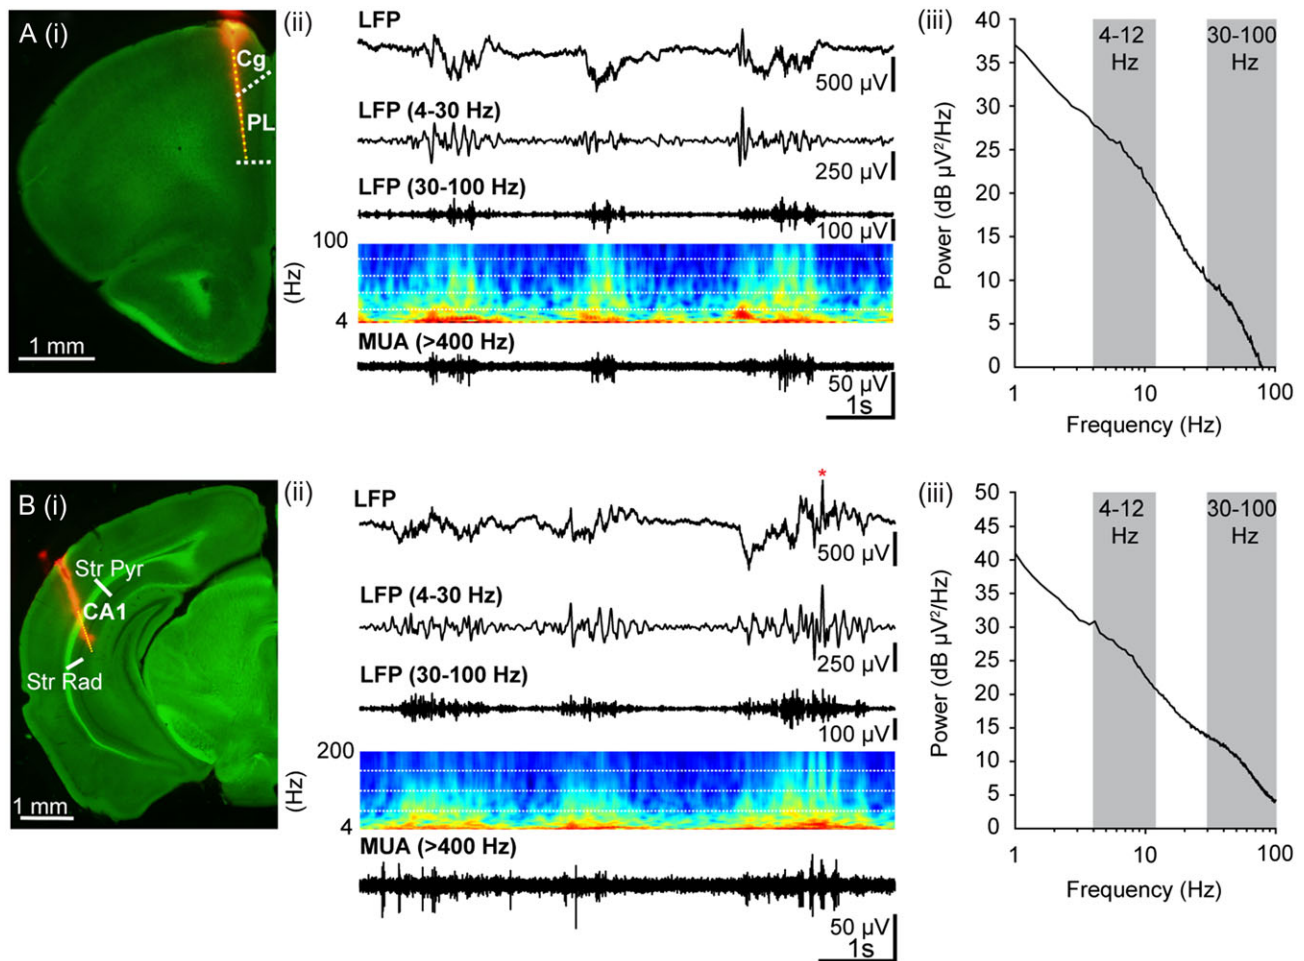 A (i)
Cg
PL
1 mm
(ii)
LFP
500 µV
LFP (4-30 Hz)
250 µV
LFP (30-100 Hz)
100 µV
100
(Hz)
4
MUA (>400 Hz)
50 µV
1s
(iii)
40
35
30
25
20
15
10
5
0
Power (dB µV²/Hz)
4-12
Hz
30-100
Hz
1
10
100
Frequency (Hz)
B (i)
Str Pyr
CA1
Str Rad
1 mm
(ii)
*
LFP
500 µV
LFP (4-30 Hz)
250 µV
LFP (30-100 Hz)
100 µV
200
(Hz)
4
MUA (>400 Hz)
50 µV
1s
(iii)
50
45
40
35
30
25
20
15
10
5
0
Power (dB µV²/Hz)
4-12
Hz
30-100
Hz
1
10
100
Frequency (Hz)